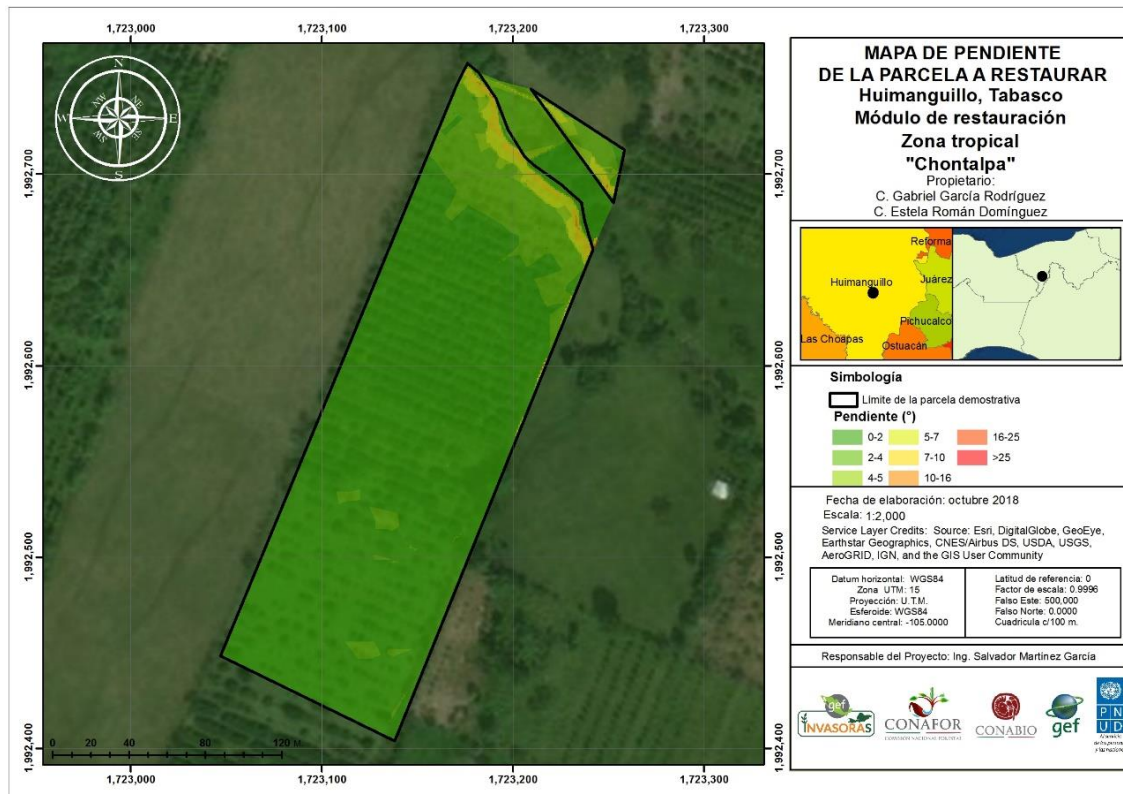 1,723,000
1,723,100
1,723,200
1,723,300
1,992,700
1,992,600
1,992,500
1,992,400
1,992,700
1,992,600
1,992,500
1,992,400
N
NE
E
SE
S
SW
W
NW
0 20 40 80 120 M
1,723,000
1,723,100
1,723,200
1,723,300
MAPA DE PENDIENTE
DE LA PARCELA A RESTAURAR
Huimanguillo, Tabasco
Módulo de restauración
Zona tropical
"Chontalpa"
Propietario:
C. Gabriel García Rodríguez
C. Estela Román Domínguez
Reforma
Huimanguillo
Juárez
Pichucalco
Las Choapas
Ostuacán
Simbología
Límite de la parcela demostrativa
Pendiente (°)
0-2 5-7 16-25
2-4 7-10 >25
4-5 10-16
Fecha de elaboración: octubre 2018
Escala: 1:2,000
Service Layer Credits: Source: Esri, DigitalGlobe, GeoEye,
Earthstar Geographics, CNES/Airbus DS, USDA, USGS,
AeroGRID, IGN, and the GIS User Community
Datum horizontal: WGS84
Zona UTM: 15
Proyección: U.T.M.
Esferoide: WGS84
Meridiano central: -105.0000
Latitud de referencia: 0
Factor de escala: 0.9996
Falso Este: 500,000
Falso Norte: 0.0000
Cuadricula c/100 m.
Responsable del Proyecto: Ing. Salvador Martínez García
gef
INVASORAS
CONAFOR
COMISIÓN NACIONAL FORESTAL
CONABIO
gef
P N
U D